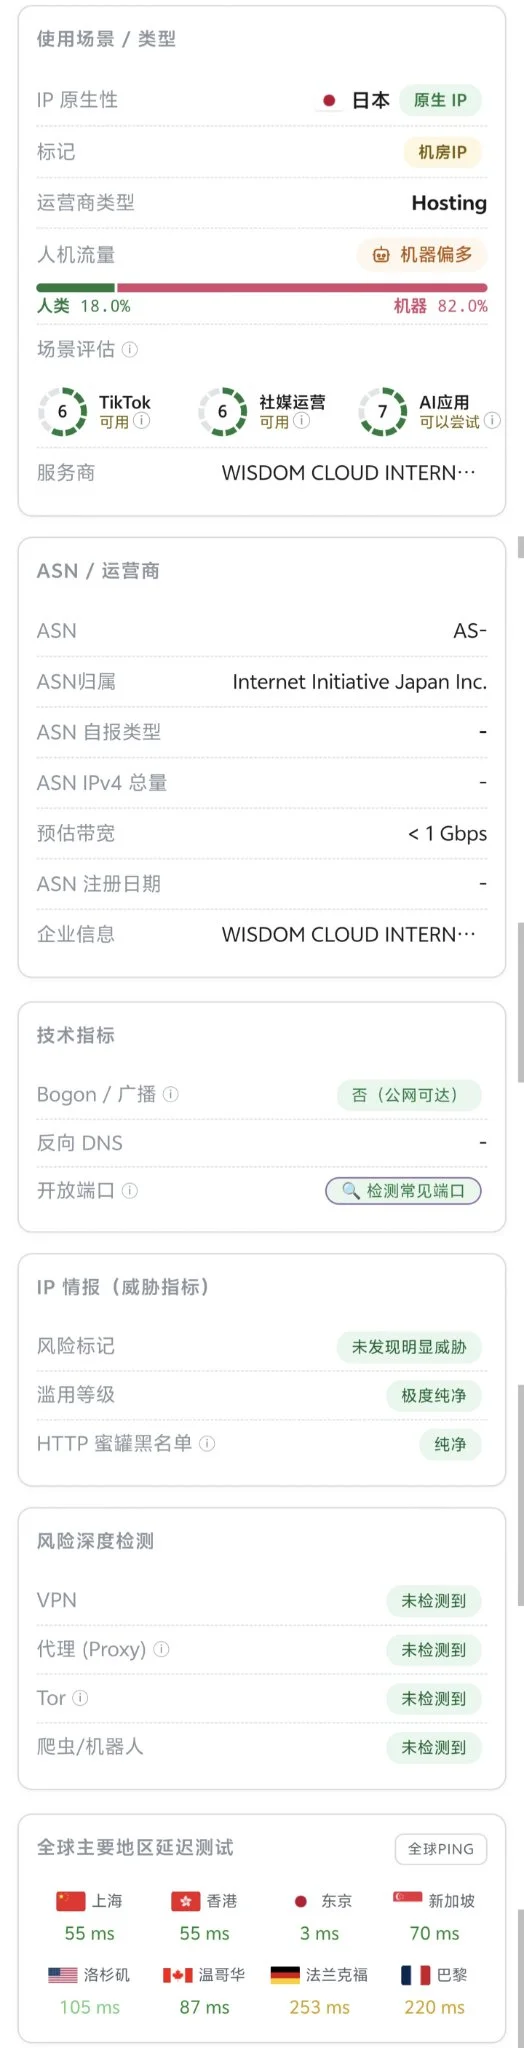 使用场景 / 类型
IP 原生性 日本 原生 IP
标记 机房IP
运营商类型 Hosting
人机流量 机器偏多
人类 18.0% 机器 82.0%
场景评估
6 TikTok 6 社媒运营 7 AI应用
可用 可用 可以尝试
服务商 WISDOM CLOUD INTERN···
ASN / 运营商
ASN AS-
ASN归属 Internet Initiative Japan Inc.
ASN 自报类型 -
ASN IPv4 总量 -
预估带宽 < 1 Gbps
ASN 注册日期 -
企业信息 WISDOM CLOUD INTERN···
技术指标
Bogon / 广播 否（公网可达）
反向 DNS -
开放端口 检测常见端口
IP 情报（威胁指标）
风险标记 未发现明显威胁
滥用等级 极度纯净
HTTP 蜜罐黑名单 纯净
风险深度检测
VPN 未检测到
代理 (Proxy) 未检测到
Tor 未检测到
爬虫/机器人 未检测到
全球主要地区延迟测试 全球PING
上海 香港 东京 新加坡
55 ms 55 ms 3 ms 70 ms
洛杉矶 温哥华 法兰克福 巴黎
105 ms 87 ms 253 ms 220 ms